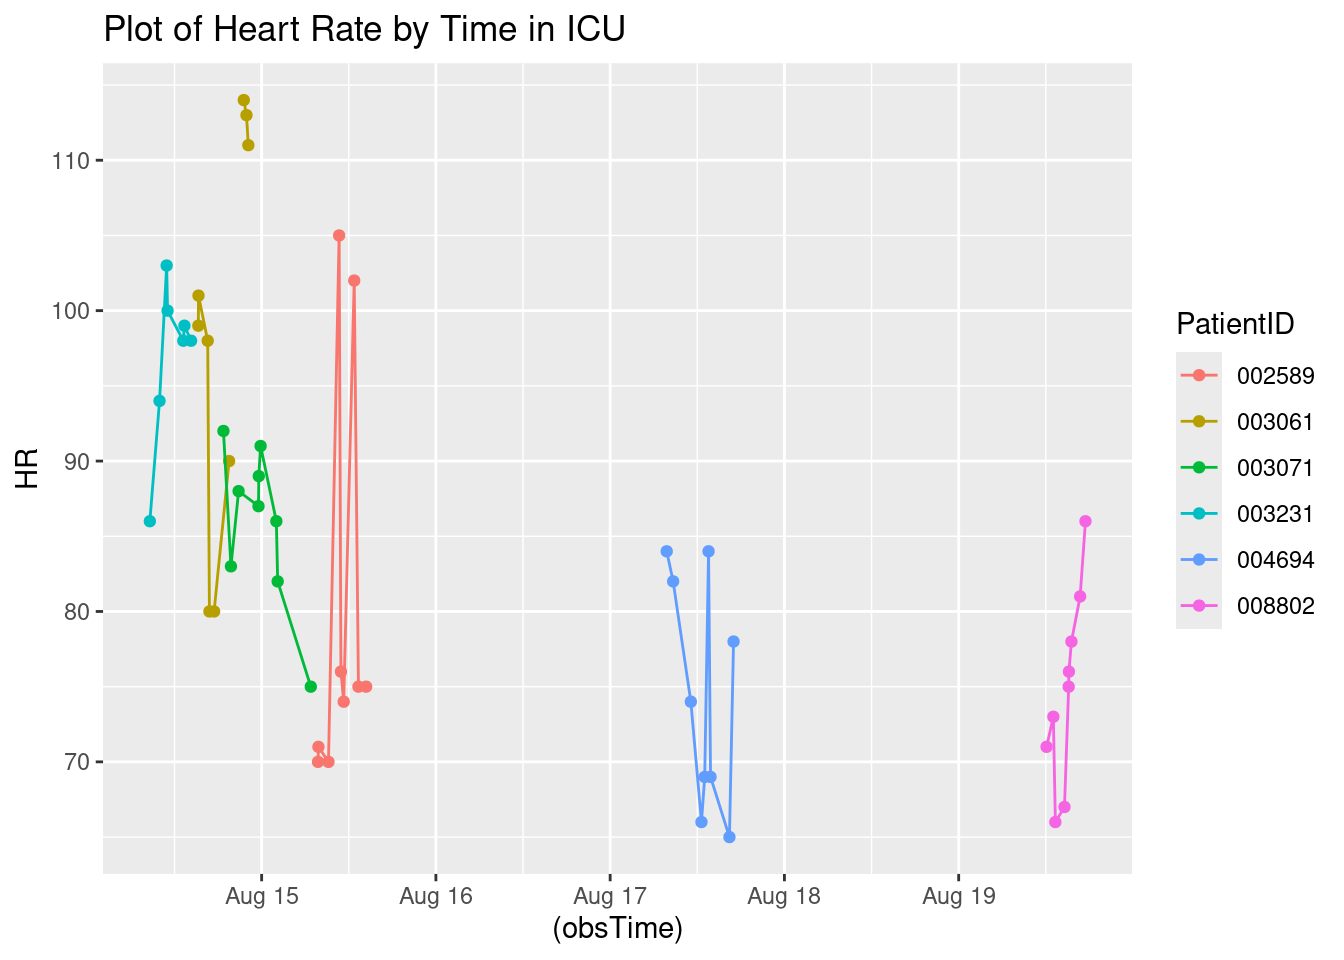 Plot of Heart Rate by Time in ICU
HR
110
100
90
80
70
Aug 15
Aug 16
Aug 17
Aug 18
Aug 19
(obsTime)
PatientID
002589
003061
003071
003231
004694
008802